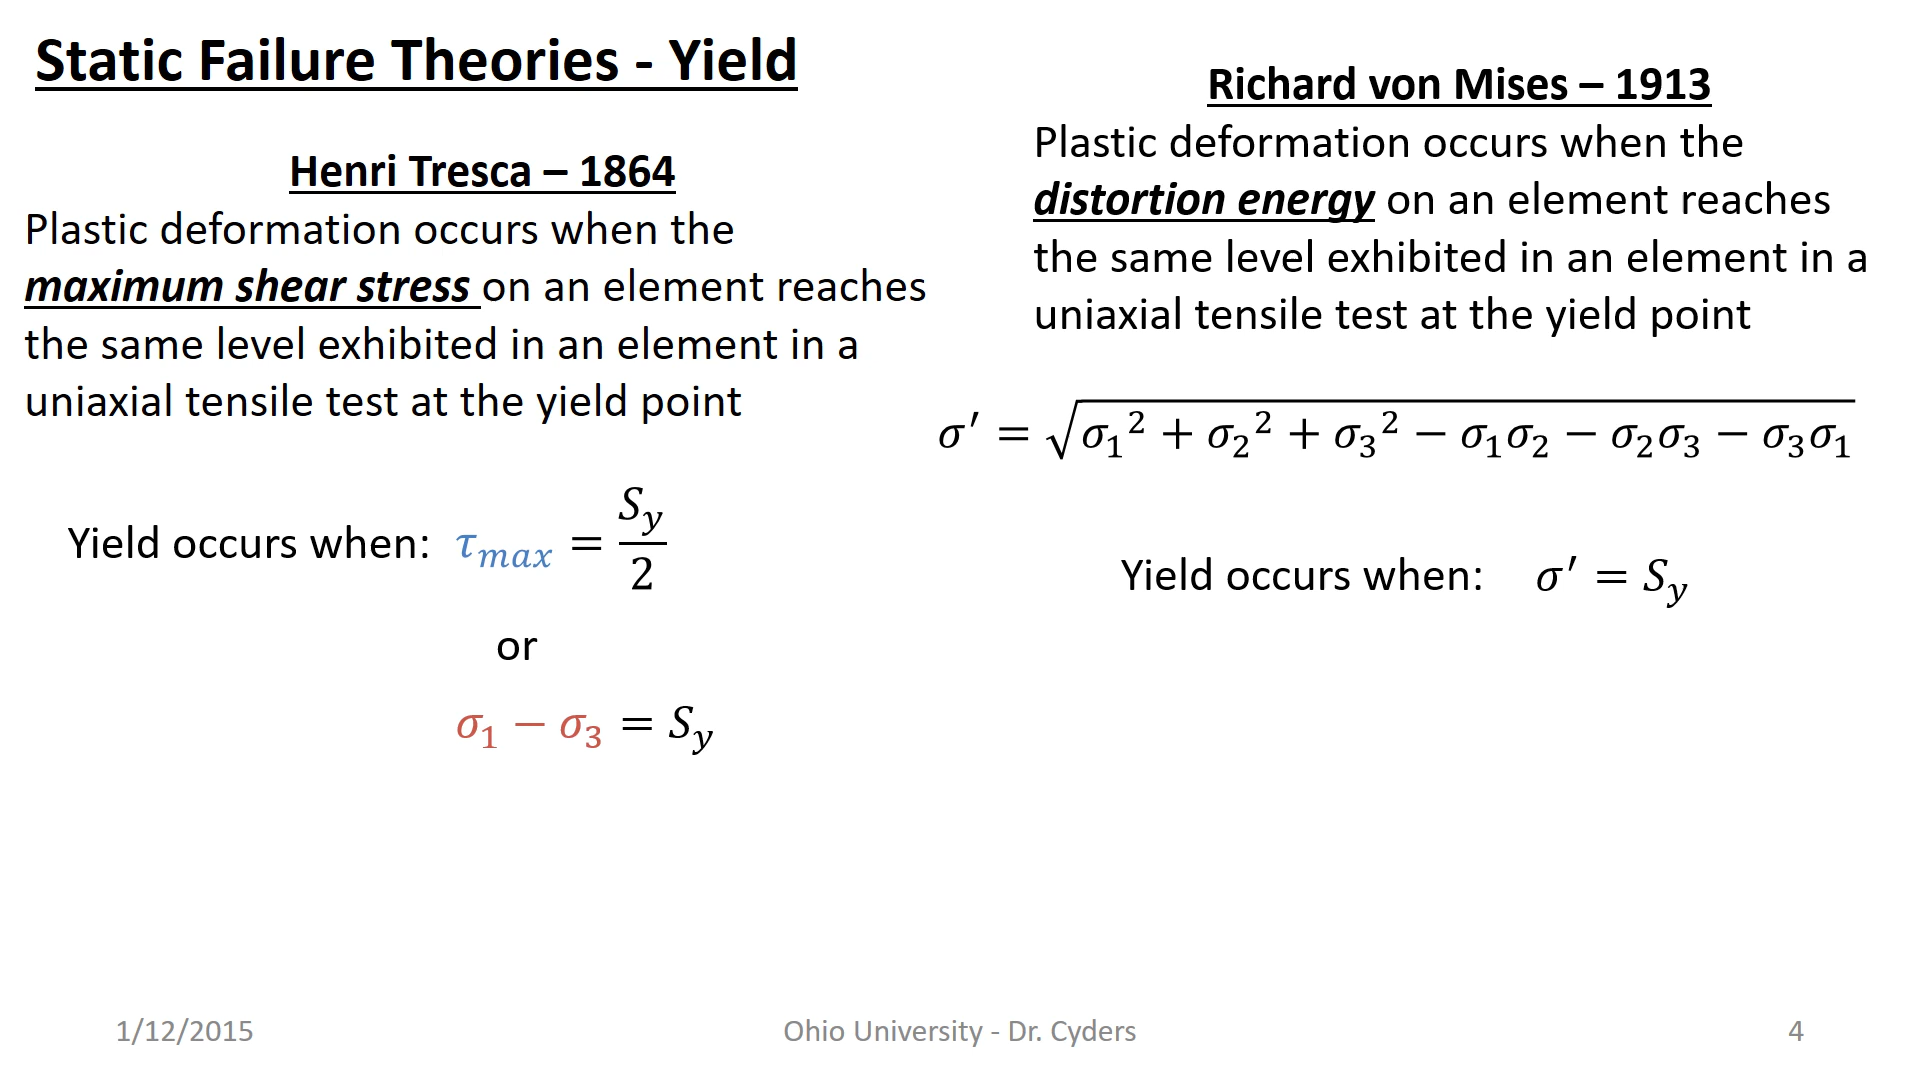 Static Failure Theories - Yield
Henri Tresca – 1864
Plastic deformation occurs when the
maximum shear stress on an element reaches
the same level exhibited in an element in a
uniaxial tensile test at the yield point
Yield occurs when: τ_max = S_y/2
or
σ₁ − σ₃ = S_y
Richard von Mises – 1913
Plastic deformation occurs when the
distortion energy on an element reaches
the same level exhibited in an element in a
uniaxial tensile test at the yield point
σ′ = √(σ₁² + σ₂² + σ₃² − σ₁σ₂ − σ₂σ₃ − σ₃σ₁)
Yield occurs when: σ′ = S_y
1/12/2015
Ohio University - Dr. Cyders
4